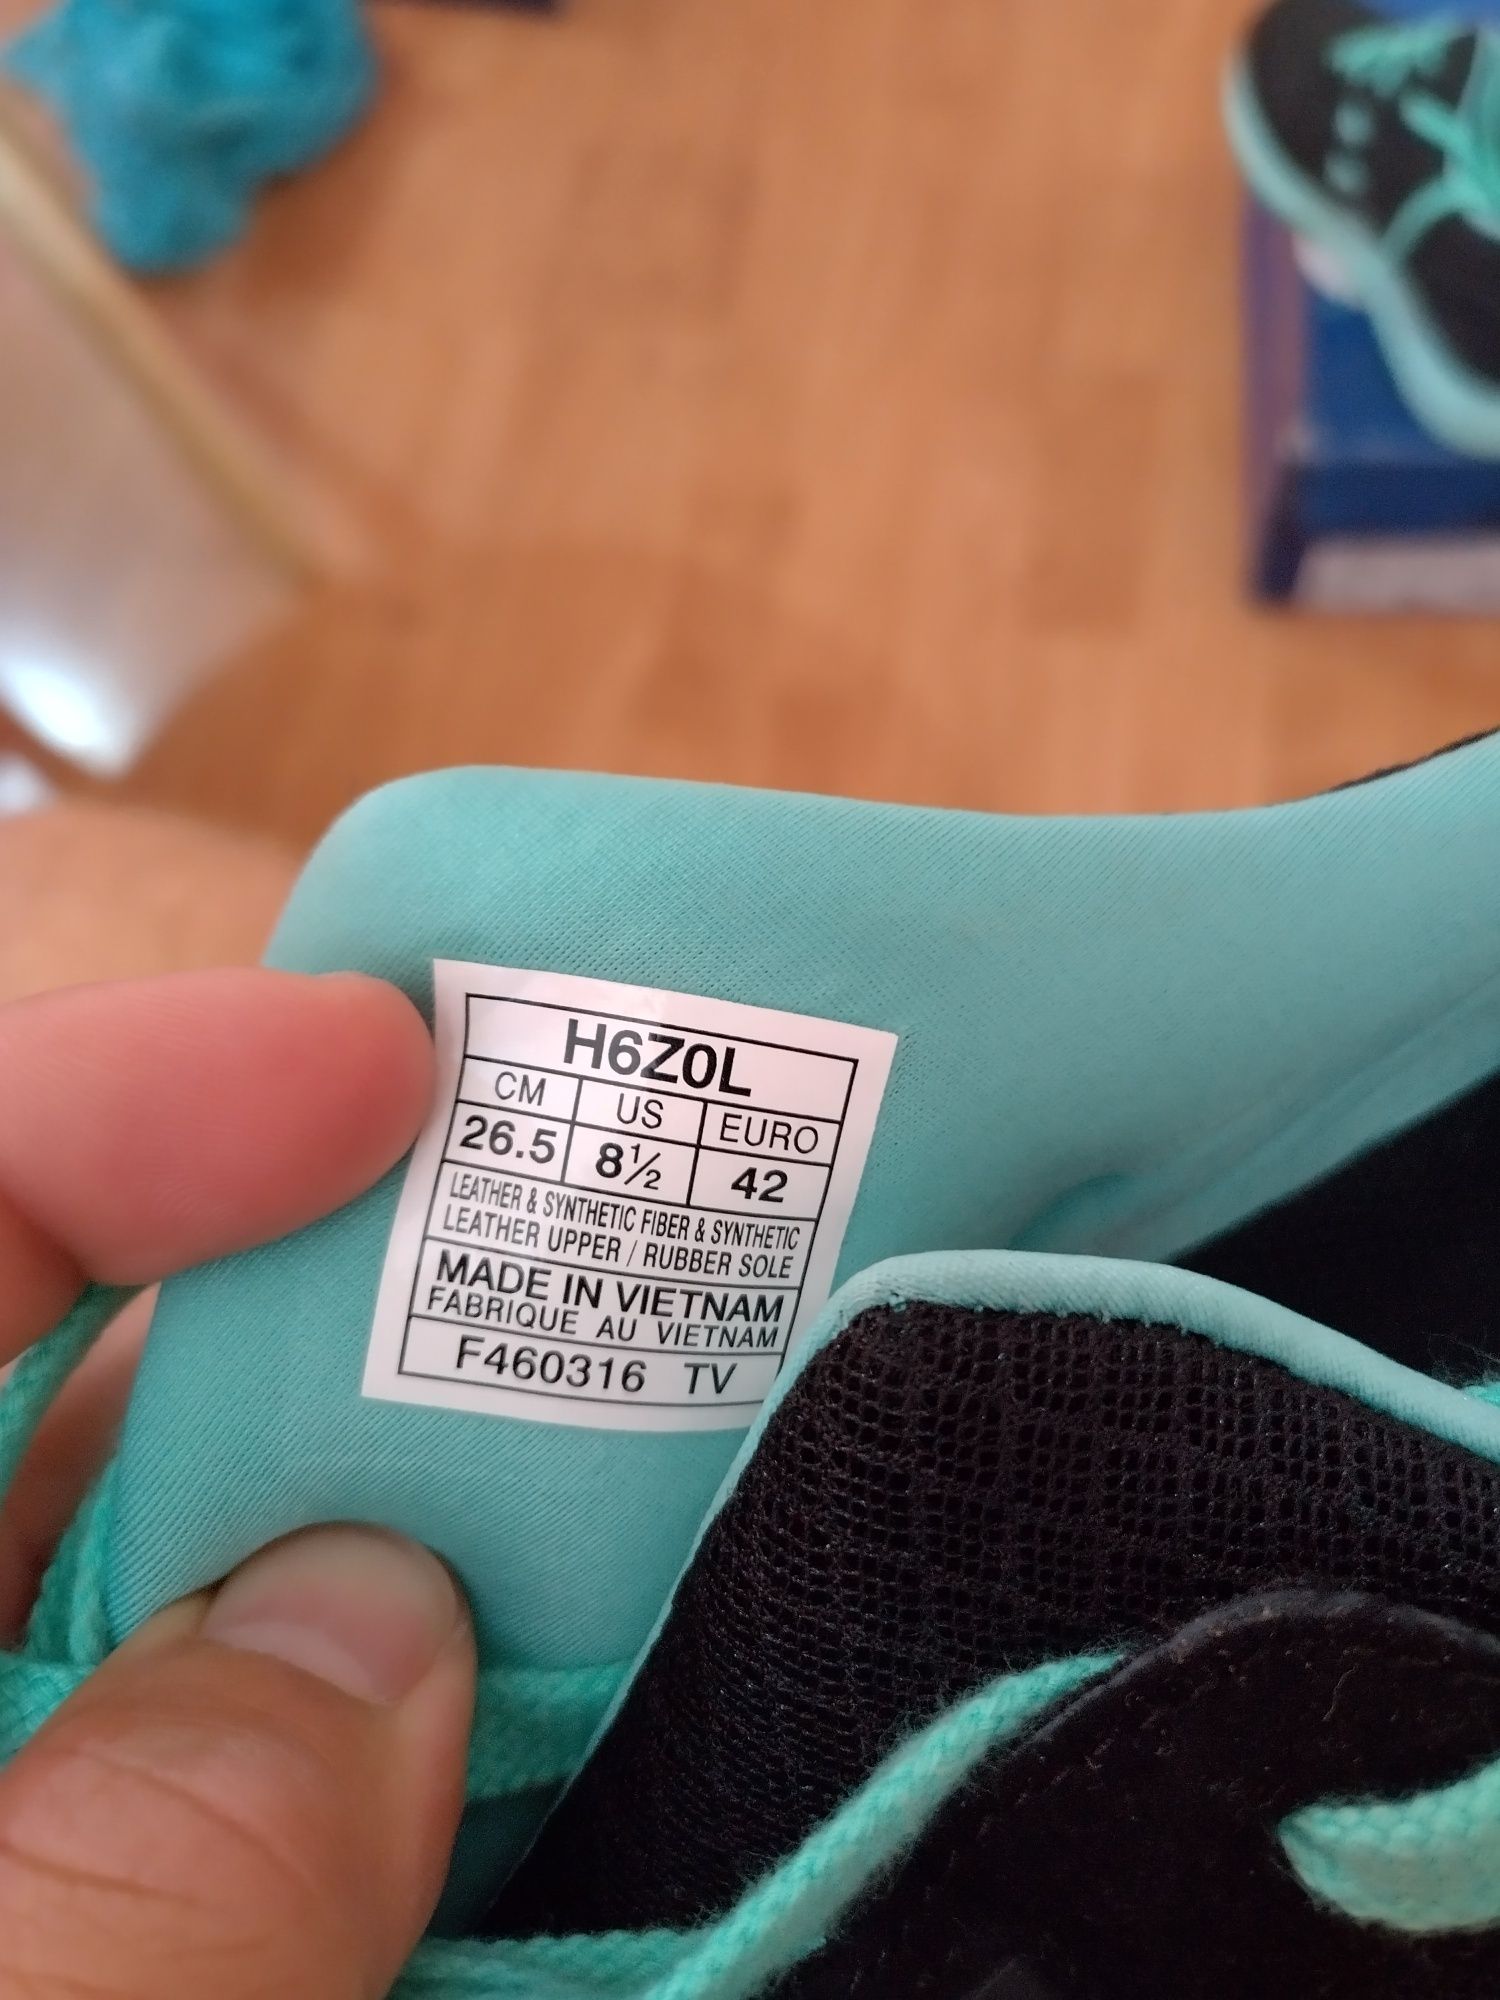 H6Z0L
CM US EURO
26.5 8½ 42
LEATHER & SYNTHETIC FIBER & SYNTHETIC
LEATHER UPPER / RUBBER SOLE
MADE IN VIETNAM
FABRIQUE AU VIETNAM
F460316 TV